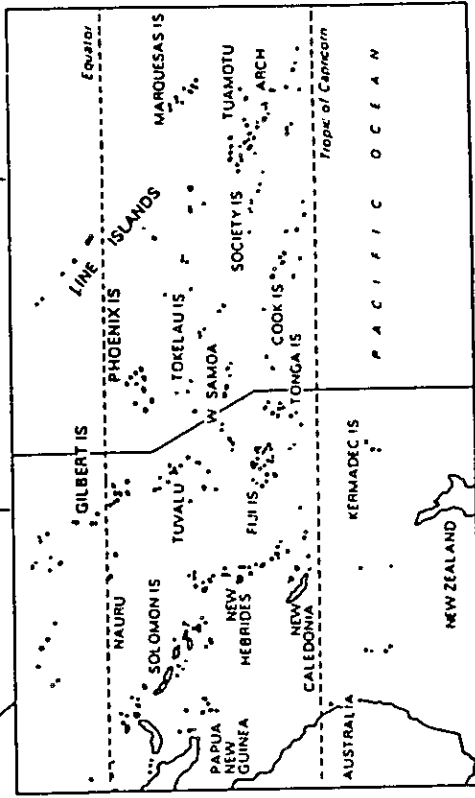 Equator
LINE ISLANDS
MARQUESAS IS
GILBERT IS
PHOENIX IS
NAURU
TOKELAU IS
TUAMOTU
ARCH
SOLOMON IS
TUVALU
W SAMOA
SOCIETY IS
PAPUA
NEW
GUINEA
NEW
HEBRIDES
FIJI IS
COOK IS
TONGA IS
NEW
CALEDONIA
Tropic of Capricorn
AUSTRALIA
KERMADEC IS
PACIFIC OCEAN
NEW ZEALAND